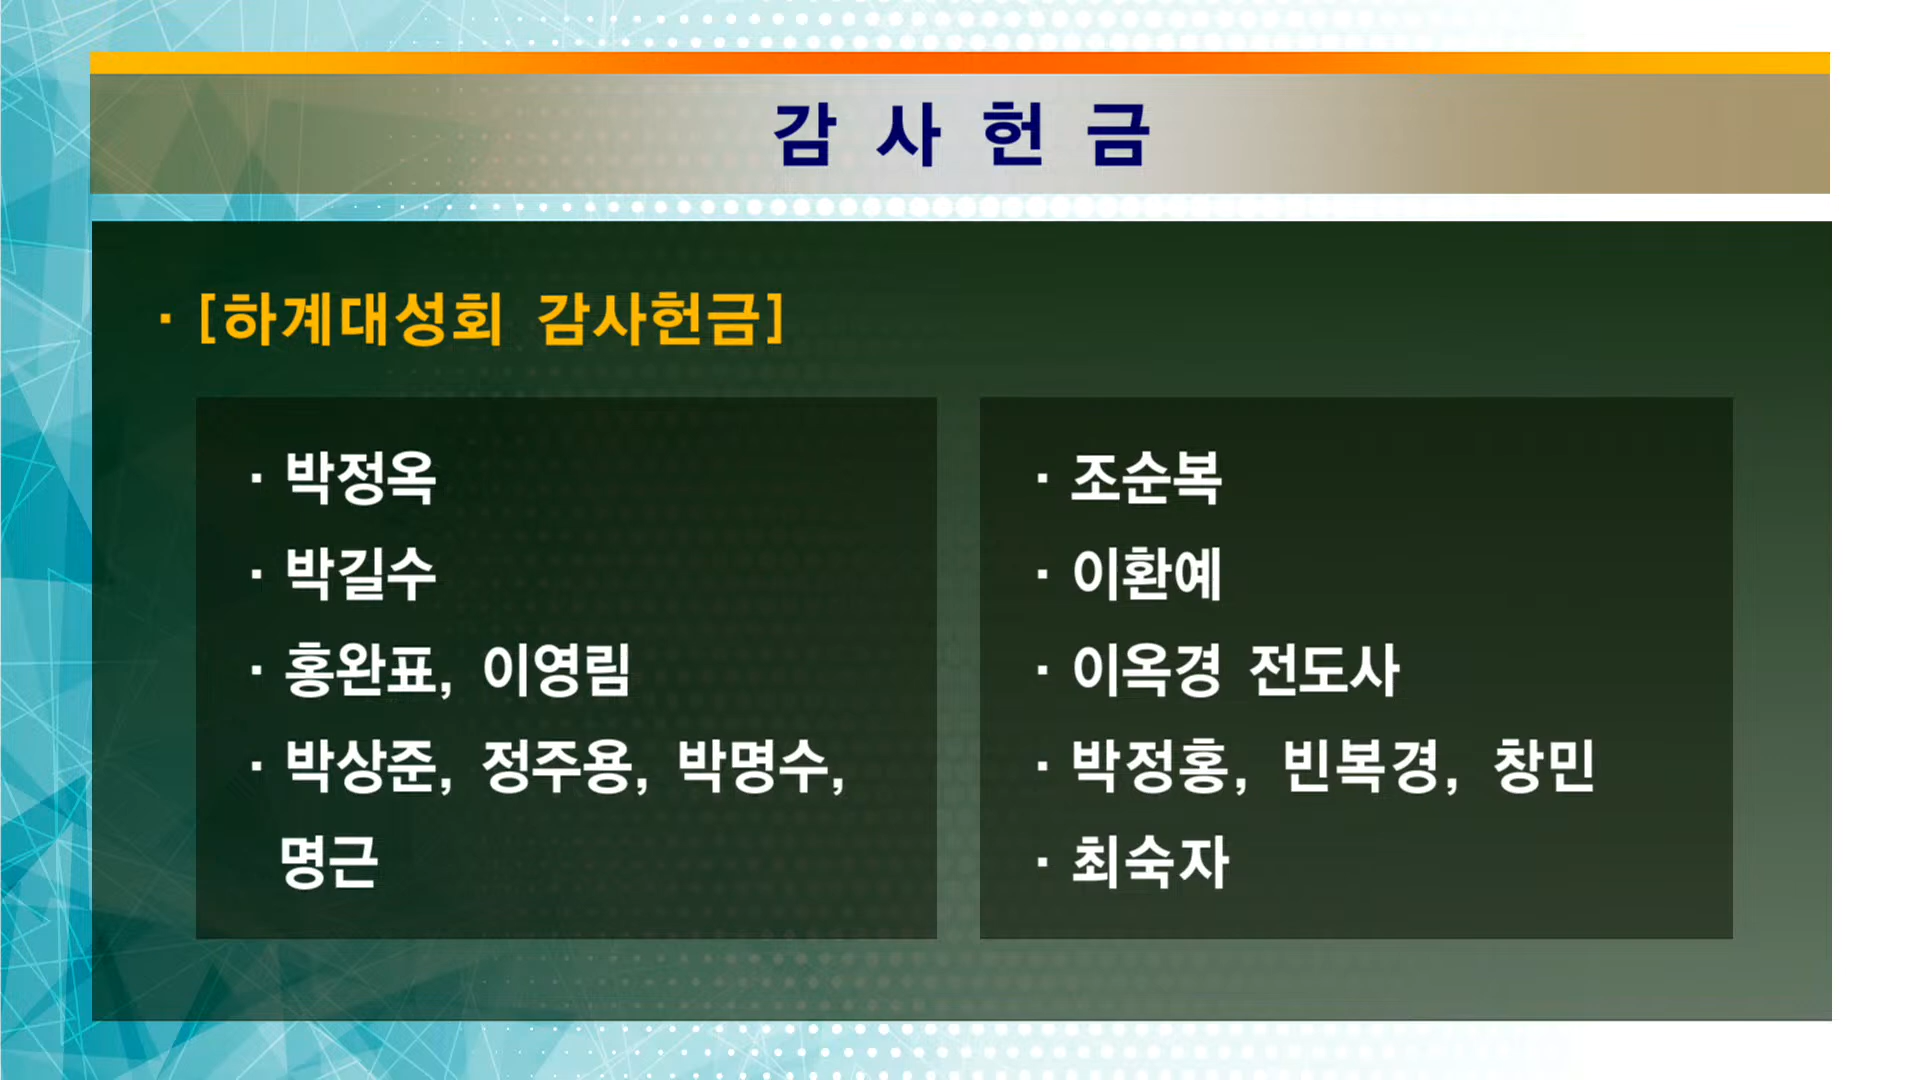 감 사 헌 금
· [하계대성회 감사헌금]
· 박정옥
· 박길수
· 홍완표, 이영림
· 박상준, 정주용, 박명수,
명근
· 조순복
· 이환예
· 이옥경 전도사
· 박정홍, 빈복경, 창민
· 최숙자